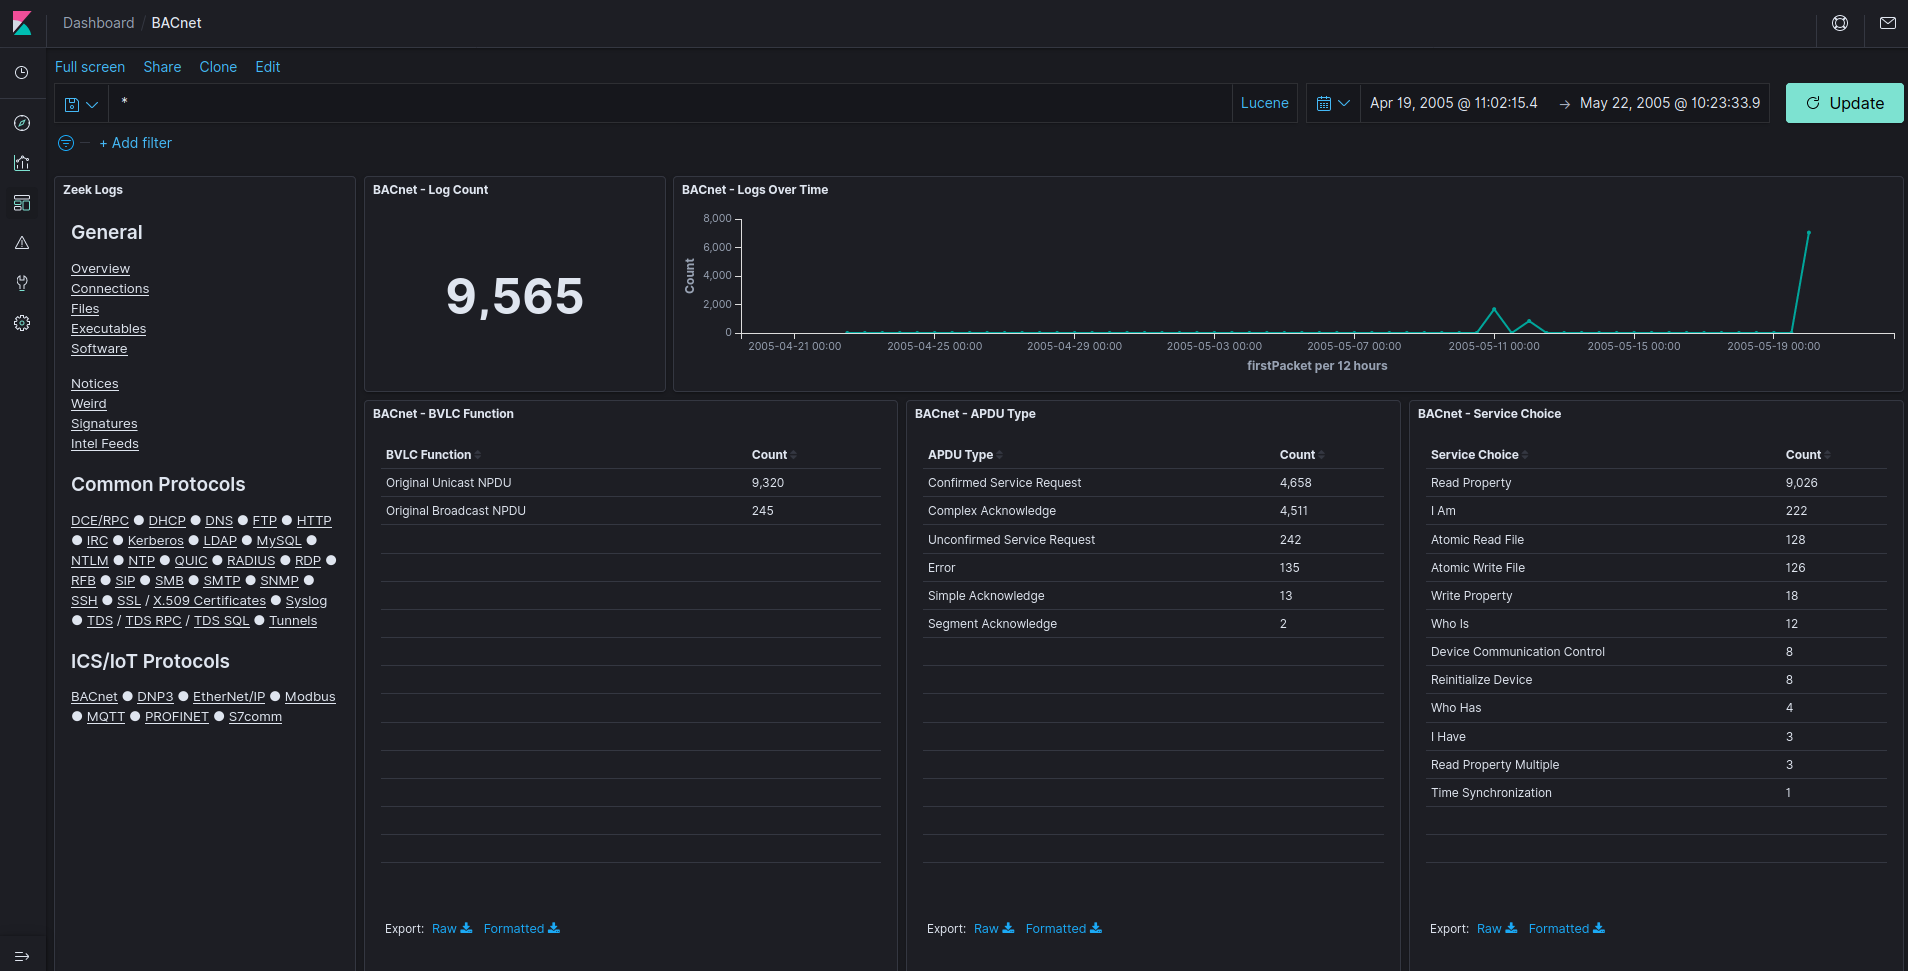 Dashboard / BACnet
Full screen Share Clone Edit
* Lucene Apr 19, 2005 @ 11:02:15.4 → May 22, 2005 @ 10:23:33.9 Update
+ Add filter
Zeek Logs
General
Overview
Connections
Files
Executables
Software
Notices
Weird
Signatures
Intel Feeds
Common Protocols
DCE/RPC ● DHCP ● DNS ● FTP ● HTTP
● IRC ● Kerberos ● LDAP ● MySQL ●
NTLM ● NTP ● QUIC ● RADIUS ● RDP ●
RFB ● SIP ● SMB ● SMTP ● SNMP ●
SSH ● SSL / X.509 Certificates ● Syslog
● TDS / TDS RPC / TDS SQL ● Tunnels
ICS/IoT Protocols
BACnet ● DNP3 ● EtherNet/IP ● Modbus
● MQTT ● PROFINET ● S7comm
BACnet - Log Count
9,565
BACnet - Logs Over Time
Count
8,000
6,000
4,000
2,000
0
2005-04-21 00:00 2005-04-25 00:00 2005-04-29 00:00 2005-05-03 00:00 2005-05-07 00:00 2005-05-11 00:00 2005-05-15 00:00 2005-05-19 00:00
firstPacket per 12 hours
BACnet - BVLC Function
BVLC Function Count
Original Unicast NPDU 9,320
Original Broadcast NPDU 245
Export: Raw Formatted
BACnet - APDU Type
APDU Type Count
Confirmed Service Request 4,658
Complex Acknowledge 4,511
Unconfirmed Service Request 242
Error 135
Simple Acknowledge 13
Segment Acknowledge 2
Export: Raw Formatted
BACnet - Service Choice
Service Choice Count
Read Property 9,026
I Am 222
Atomic Read File 128
Atomic Write File 126
Write Property 18
Who Is 12
Device Communication Control 8
Reinitialize Device 8
Who Has 4
I Have 3
Read Property Multiple 3
Time Synchronization 1
Export: Raw Formatted